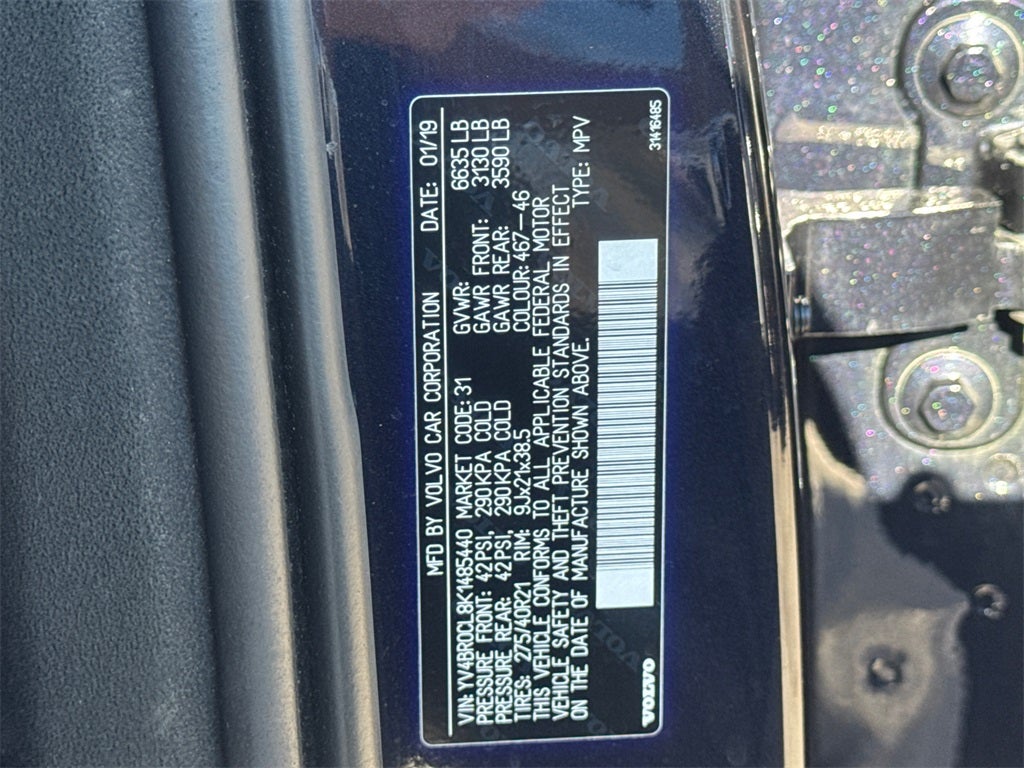 MFD BY VOLVO CAR CORPORATION DATE: 01/19
VIN: YV4BR0CL8K1485440 MARKET CODE: 31 GVWR: 6635 LB
PRESSURE FRONT: 42PSI, 290KPA COLD GAWR FRONT: 3130 LB
PRESSURE REAR: 42PSI, 290KPA COLD GAWR REAR: 3590 LB
TIRES: 275/40R21 RIM: 9Jx21x38.5 COLOUR: 467–46
THIS VEHICLE CONFORMS TO ALL APPLICABLE FEDERAL MOTOR
VEHICLE SAFETY AND THEFT PREVENTION STANDARDS IN EFFECT
ON THE DATE OF MANUFACTURE SHOWN ABOVE. TYPE: MPV
VOLVO 31416485